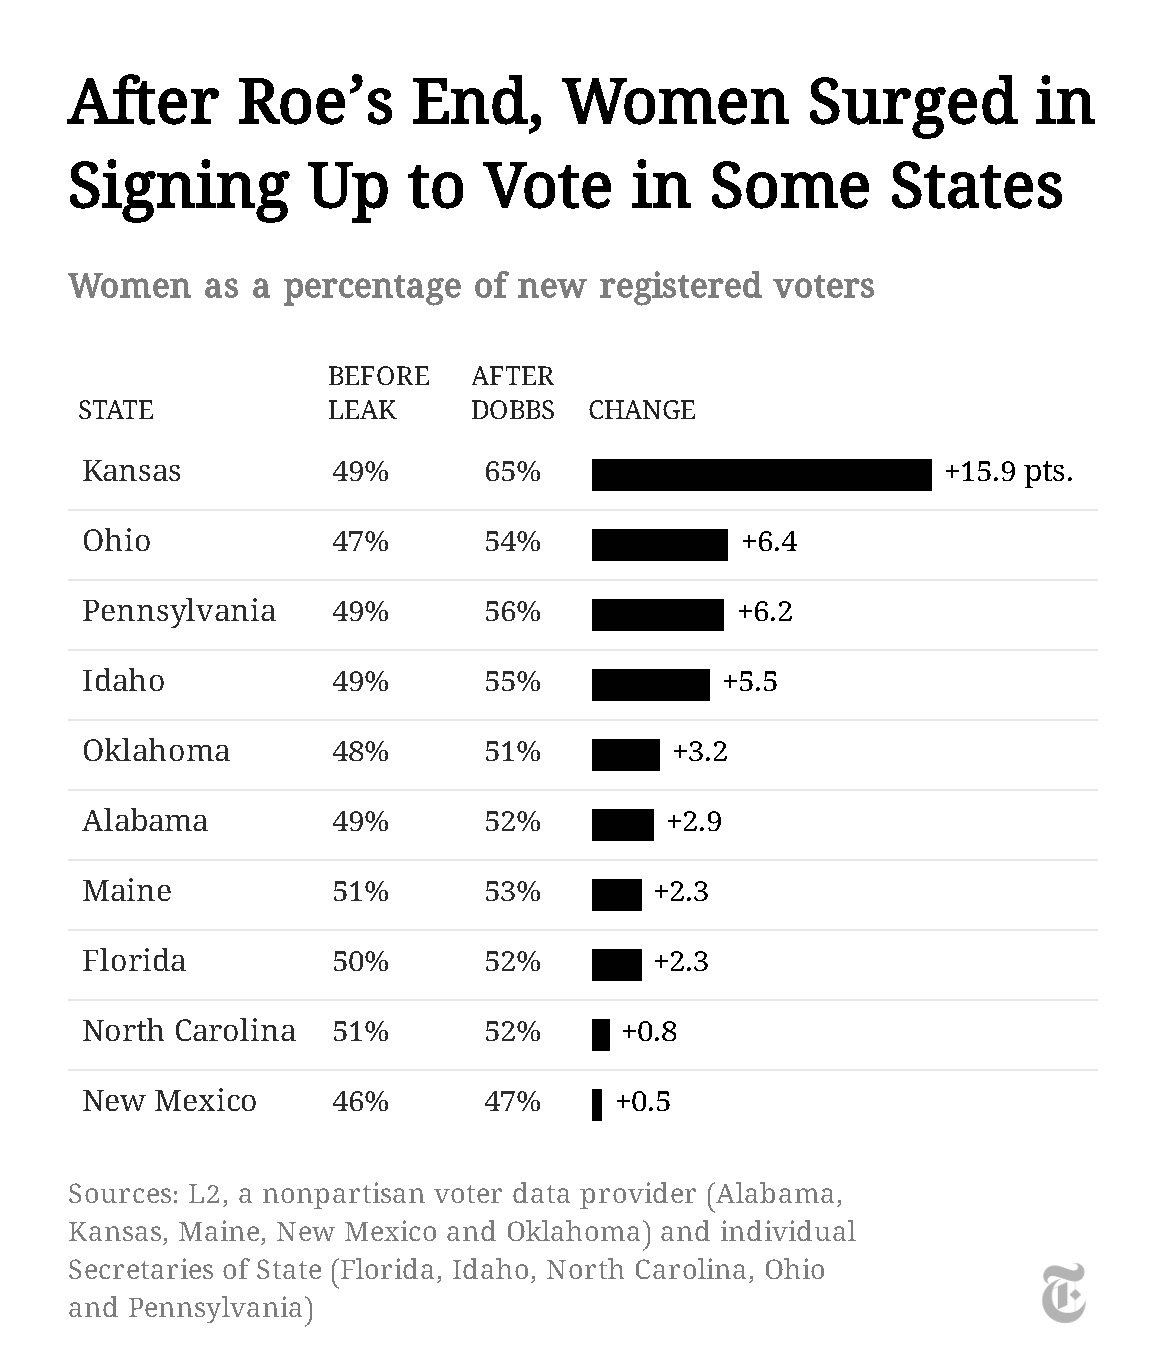 After Roe’s End, Women Surged in
Signing Up to Vote in Some States
Women as a percentage of new registered voters
STATE BEFORE LEAK AFTER DOBBS CHANGE
Kansas 49% 65% +15.9 pts.
Ohio 47% 54% +6.4
Pennsylvania 49% 56% +6.2
Idaho 49% 55% +5.5
Oklahoma 48% 51% +3.2
Alabama 49% 52% +2.9
Maine 51% 53% +2.3
Florida 50% 52% +2.3
North Carolina 51% 52% +0.8
New Mexico 46% 47% +0.5
Sources: L2, a nonpartisan voter data provider (Alabama,
Kansas, Maine, New Mexico and Oklahoma) and individual
Secretaries of State (Florida, Idaho, North Carolina, Ohio
and Pennsylvania)
T